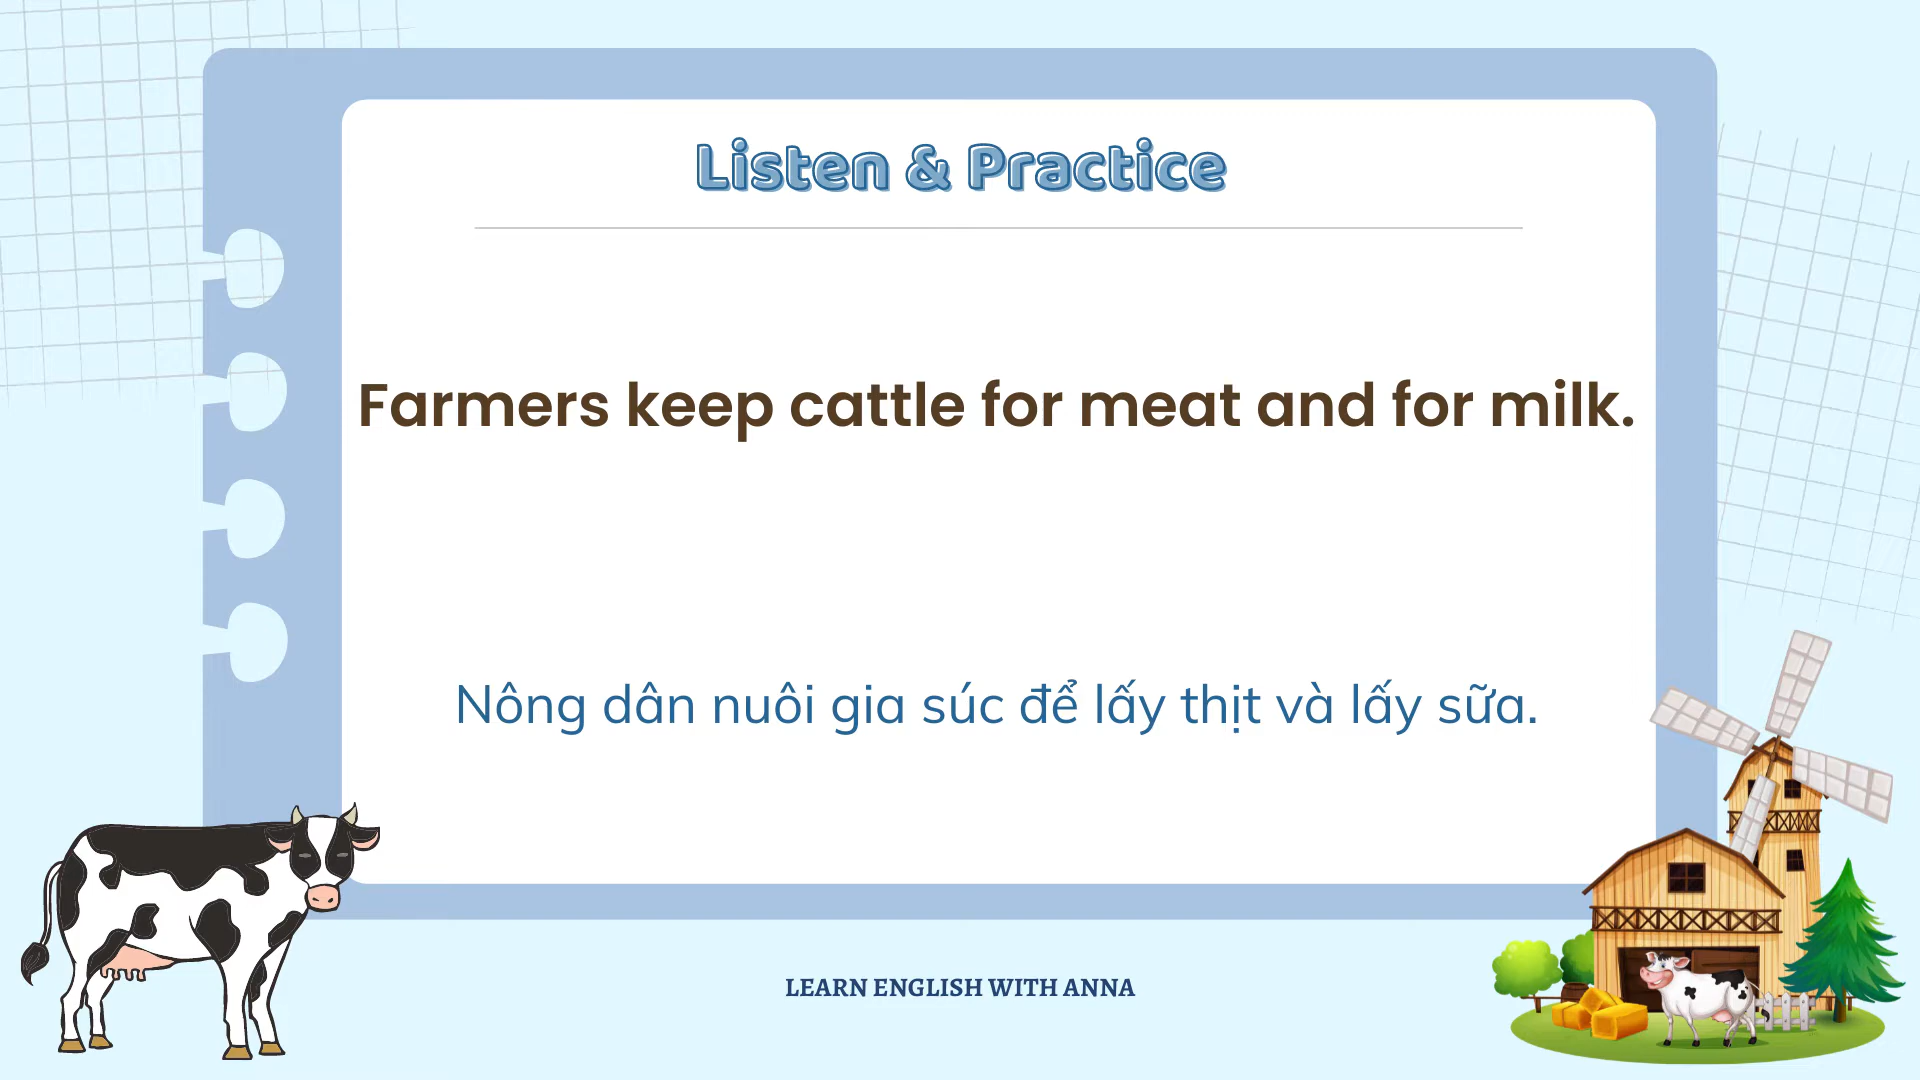 Listen & Practice
Farmers keep cattle for meat and for milk.
Nông dân nuôi gia súc để lấy thịt và lấy sữa.
LEARN ENGLISH WITH ANNA